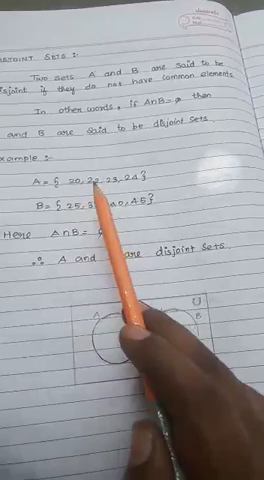 DISJOINT SETS :-
Two sets A and B are said to be
disjoint if they do not have common elements
In other words, if A∩B = ϕ then
A and B are said to be disjoint sets.
Example :-
A = { 20, 22, 23, 24 }
B = { 25, 40, 45 }
Here A∩B = {
∴ A and are disjoint sets.
U
A B